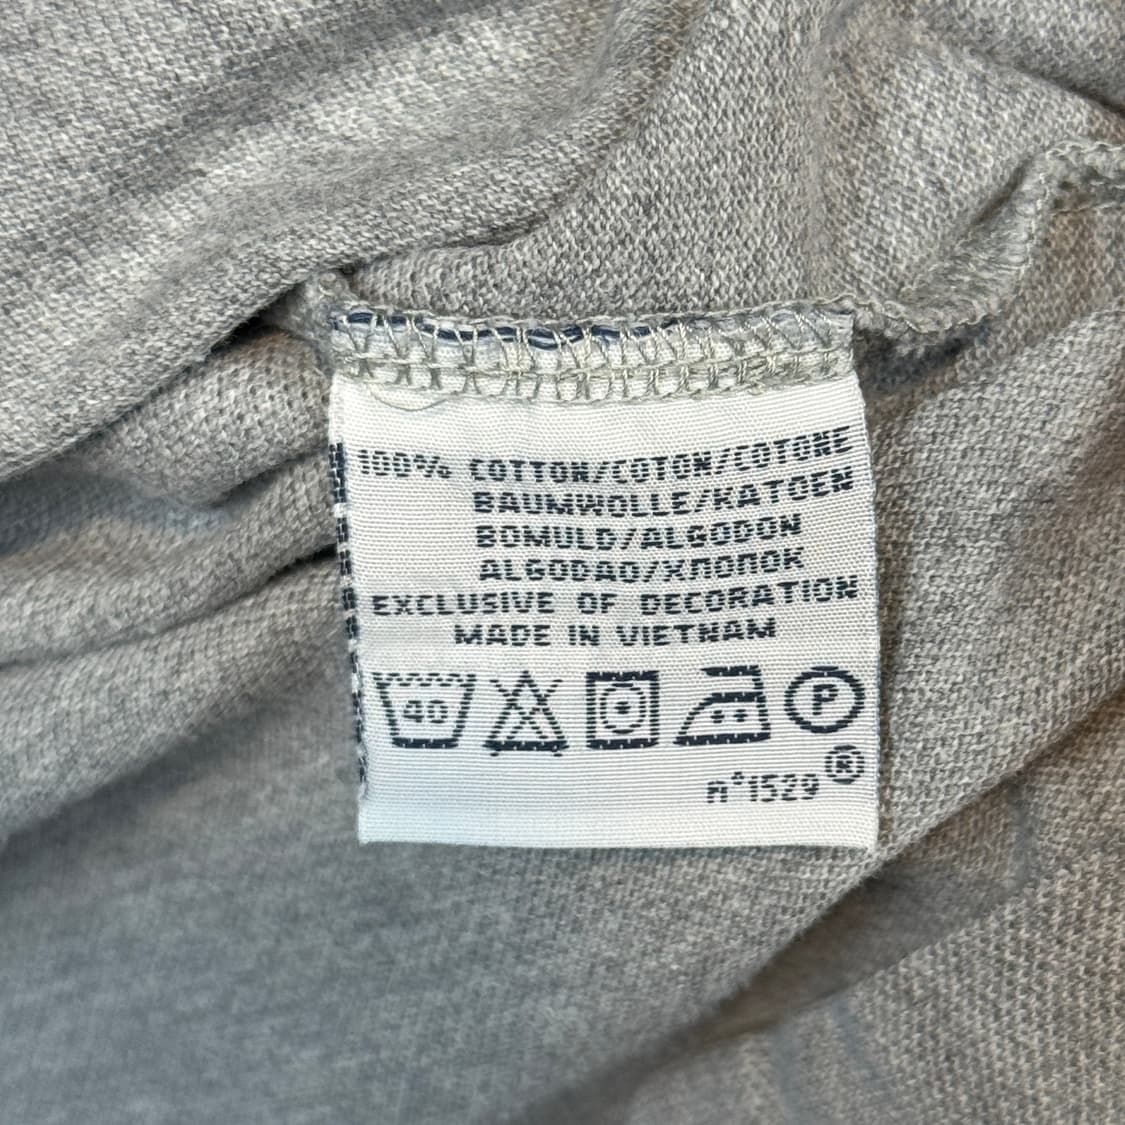 100% COTTON/COTON/COTONE
BAUMWOLLE/KATOEN
BOMULD/ALGODON
ALGODAO/ХЛОПОК
EXCLUSIVE OF DECORATION
MADE IN VIETNAM
40 P
n°1529 ®